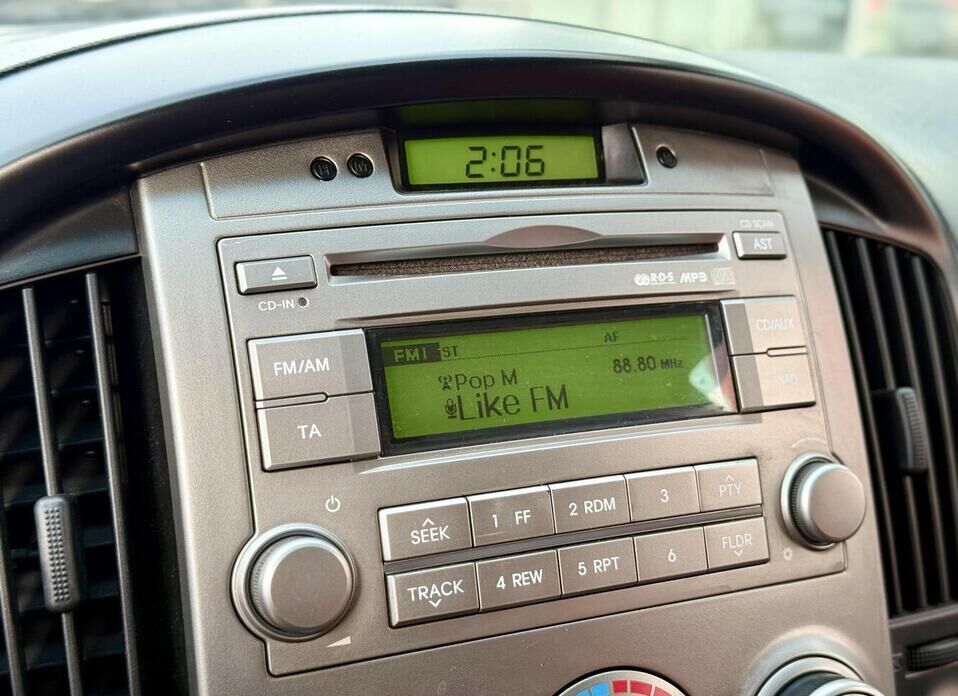 H
M
2:06
CD SCAN
AST
CD-IN
R·D·S MP3
FM/AM
TA
FM1 ST AF
Pop M 88.80 MHz
Like FM
CD/AUX
INFO
SEEK
1 FF
2 RDM
3
PTY
TRACK
4 REW
5 RPT
6
FLDR